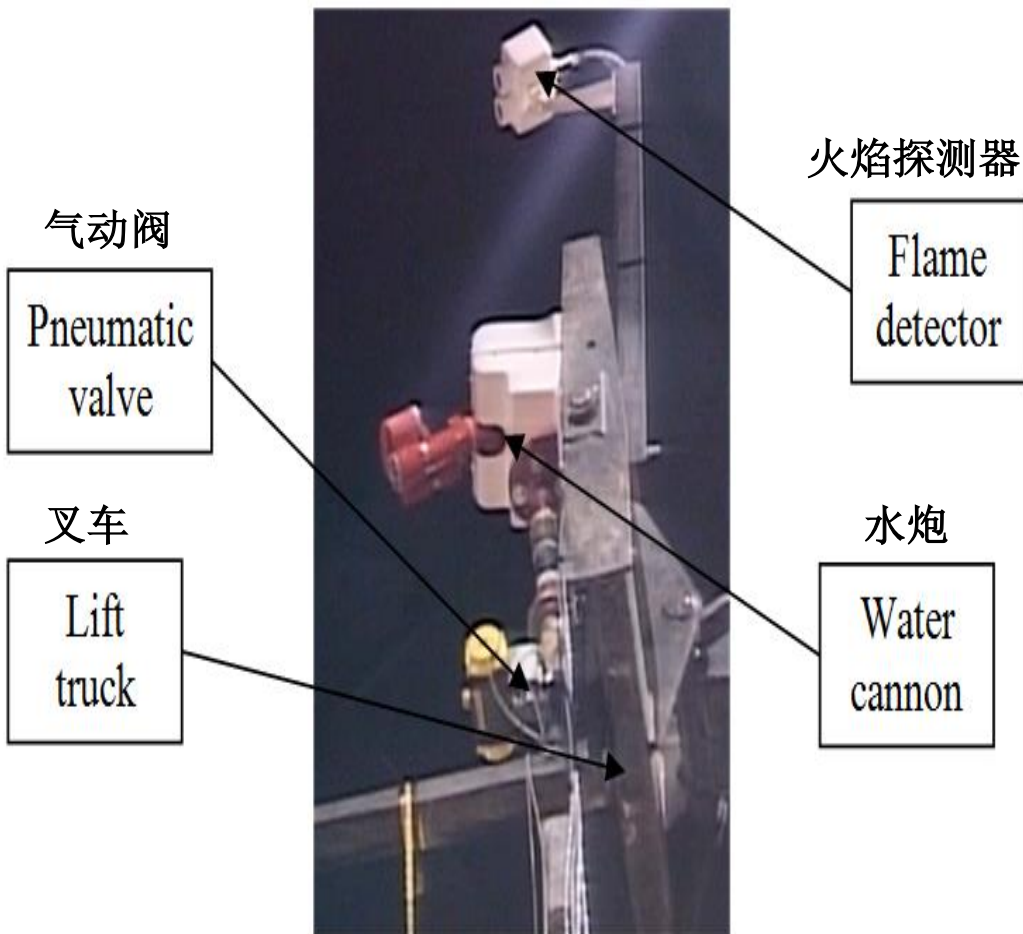 火焰探测器
Flame
detector
气动阀
Pneumatic
valve
叉车
Lift
truck
水炮
Water
cannon